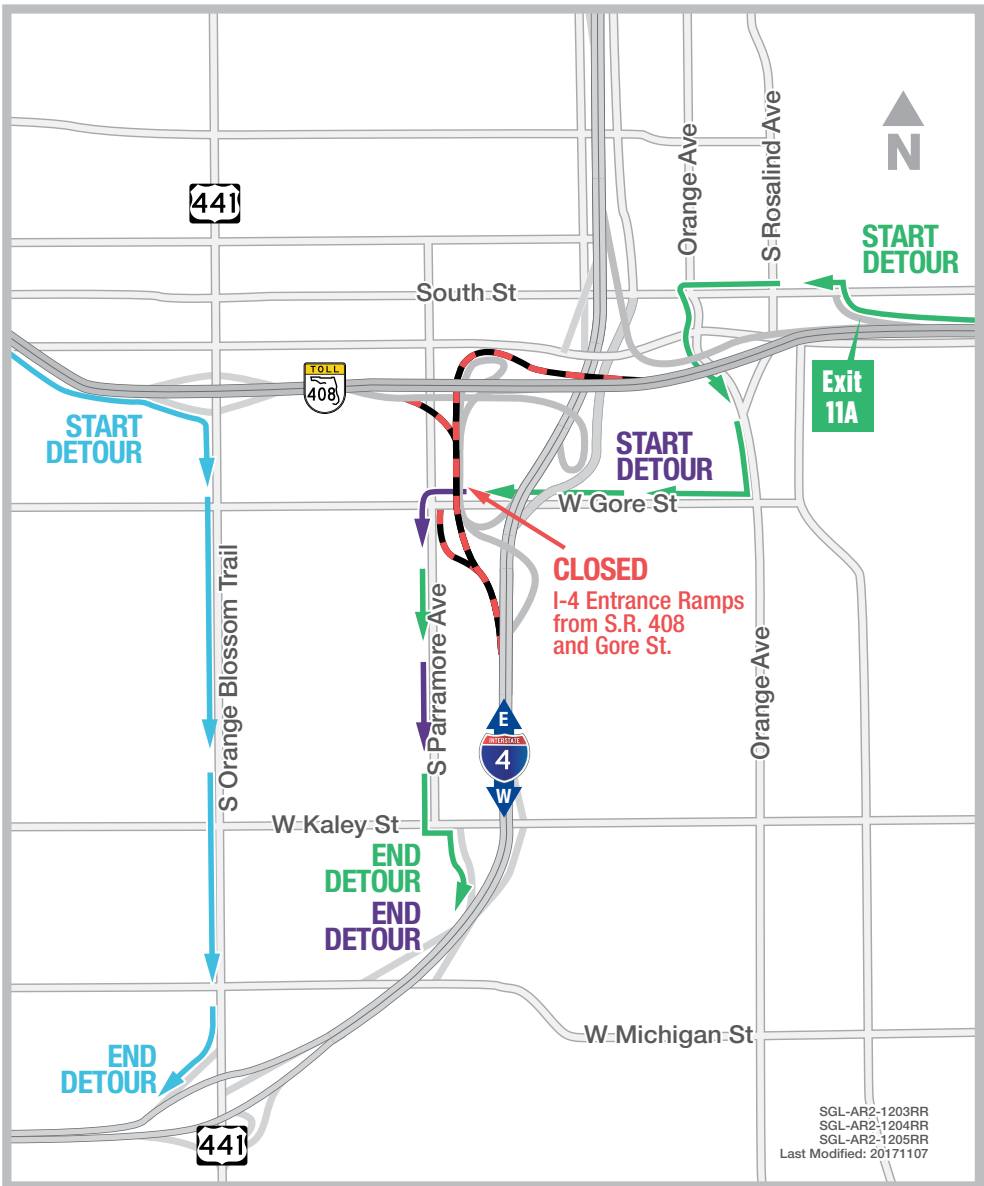 N
441
Orange Ave
S Rosalind Ave
START
DETOUR
South St
TOLL
408
Exit
11A
START
DETOUR
START
DETOUR
W Gore St
CLOSED
I-4 Entrance Ramps
from S.R. 408
and Gore St.
S Orange Blossom Trail
S Parramore Ave
Orange Ave
E
INTERSTATE
4
W
W Kaley St
END
DETOUR
END
DETOUR
W Michigan St
END
DETOUR
441
SGL-AR2-1203RR
SGL-AR2-1204RR
SGL-AR2-1205RR
Last Modified: 20171107